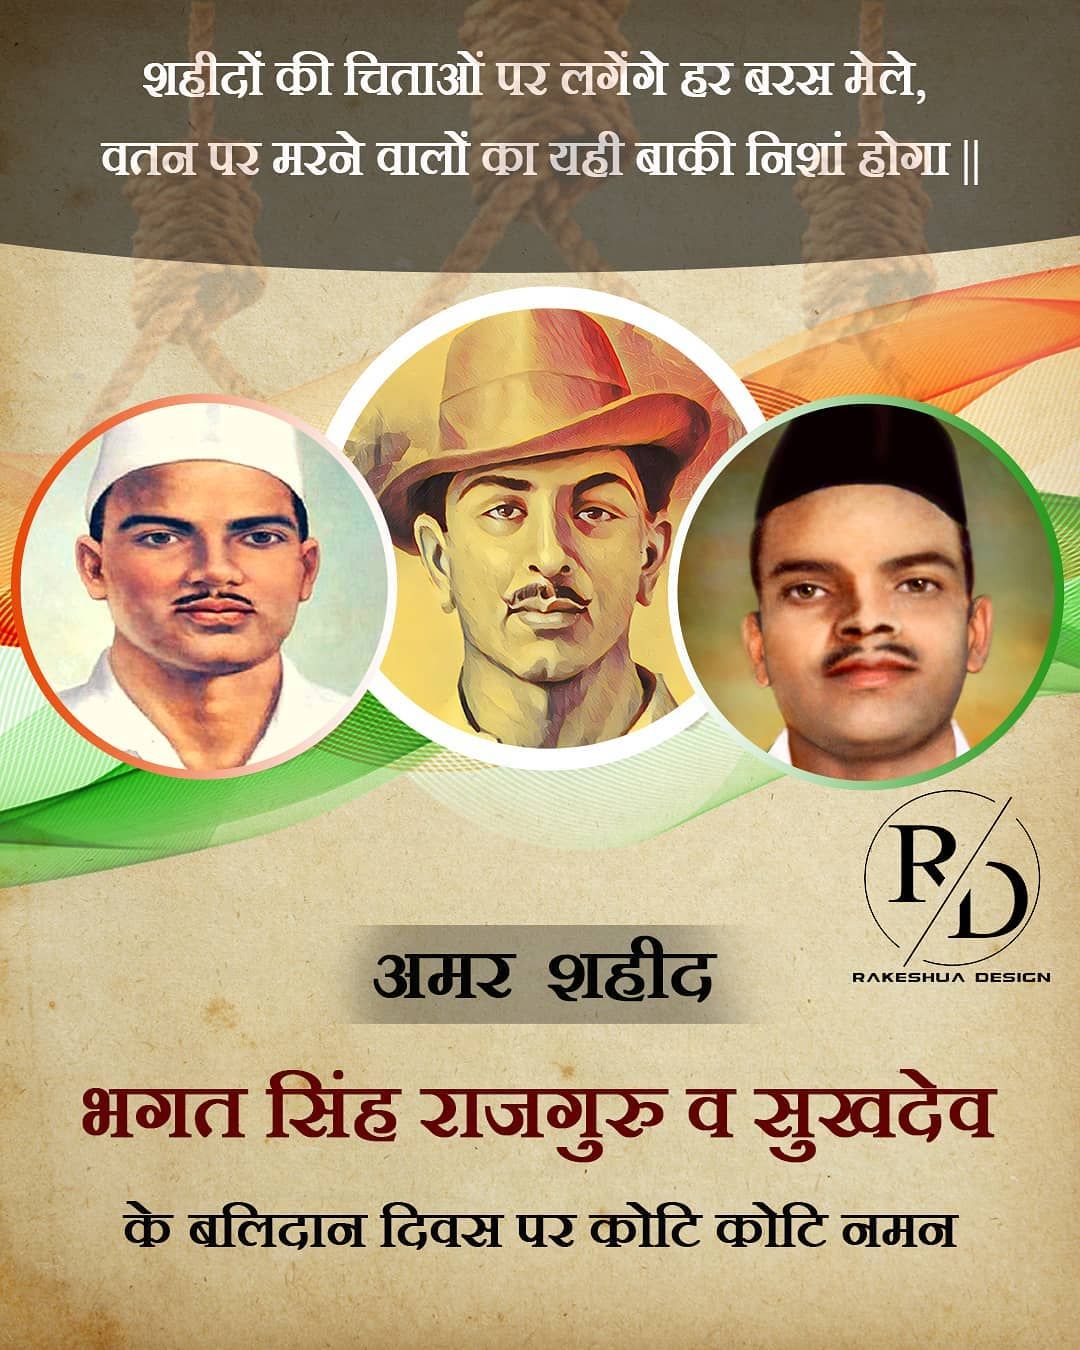 शहीदों की चिताओं पर लगेंगे हर बरस मेले,
वतन पर मरने वालों का यही बाकी निशां होगा ||
RD
RAKESHUA DESIGN
अमर शहीद
भगत सिंह राजगुरु व सुखदेव
के बलिदान दिवस पर कोटि कोटि नमन